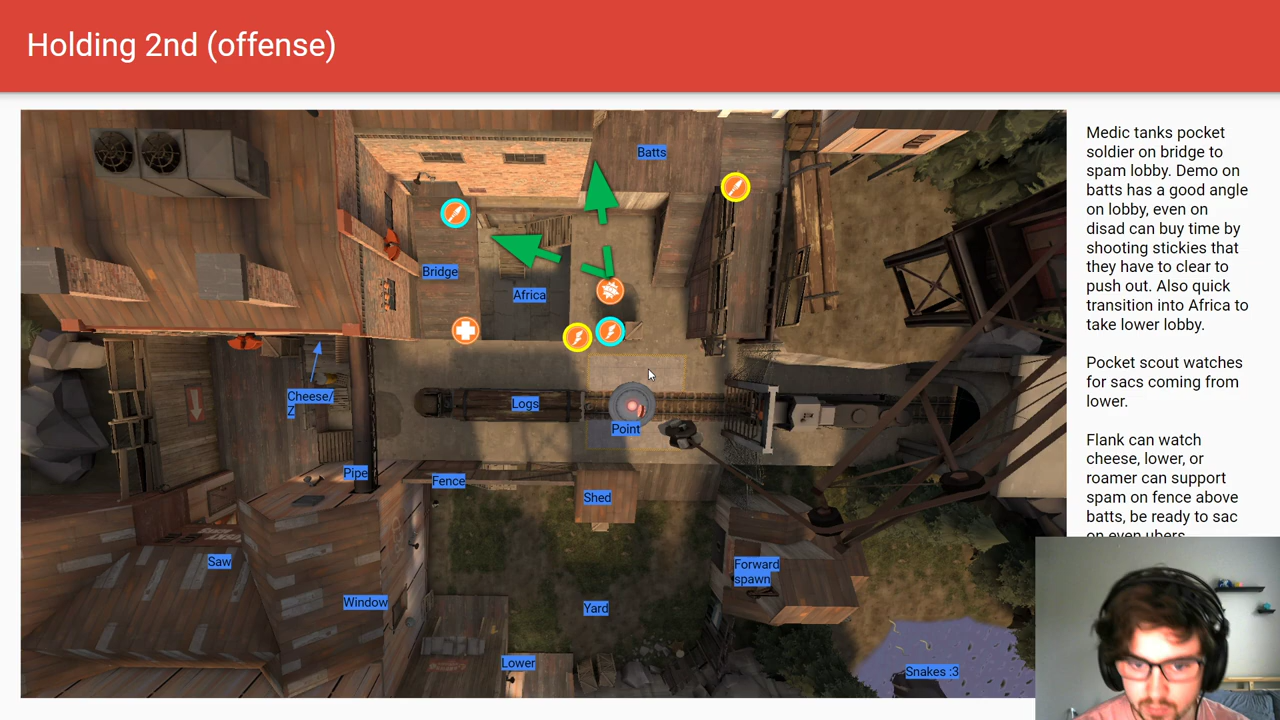 Holding 2nd (offense)
Batts
Bridge
Africa
Cheese/
Z
Logs
Point
Pipe
Fence
Shed
Saw
Window
Forward
spawn
Yard
Lower
Snakes :3
Medic tanks pocket
soldier on bridge to
spam lobby. Demo on
batts has a good angle
on lobby, even on
disad can buy time by
shooting stickies that
they have to clear to
push out. Also quick
transition into Africa to
take lower lobby.
Pocket scout watches
for sacs coming from
lower.
Flank can watch
cheese, lower, or
roamer can support
spam on fence above
batts, be ready to sac
on even ubers